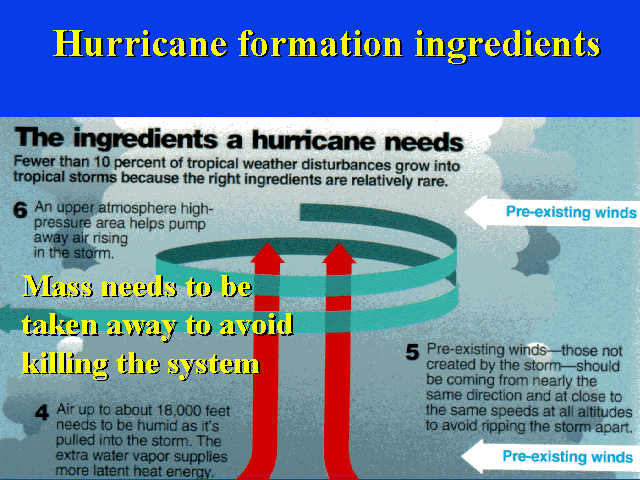 Hurricane formation ingredients
The ingredients a hurricane needs
Fewer than 10 percent of tropical weather disturbances grow into
tropical storms because the right ingredients are relatively rare.
6 An upper atmosphere high-
pressure area helps pump
away air rising
in the storm.
Pre-existing winds
Mass needs to be
taken away to avoid
killing the system
5 Pre-existing winds—those not
created by the storm—should
be coming from nearly the
same direction and at close to
the same speeds at all altitudes
to avoid ripping the storm apart.
4 Air up to about 18,000 feet
needs to be humid as it's
pulled into the storm. The
extra water vapor supplies
more latent heat energy.
Pre-existing winds